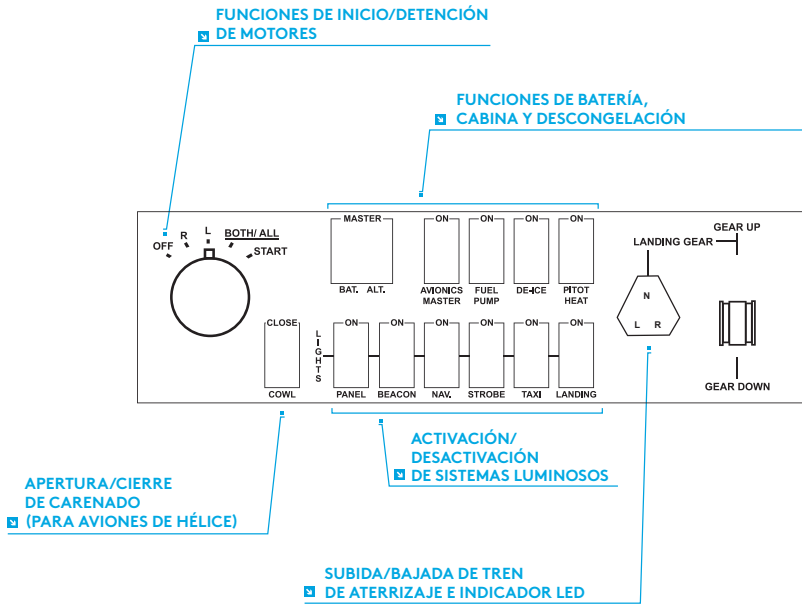 FUNCIONES DE INICIO/DETENCIÓN
DE MOTORES
FUNCIONES DE BATERÍA,
CABINA Y DESCONGELACIÓN
OFF R L BOTH/ ALL START
MASTER ON ON ON ON
BAT. ALT. AVIONICS MASTER FUEL PUMP DE-ICE PITOT HEAT
GEAR UP
LANDING GEAR
N
L R
GEAR DOWN
CLOSE
COWL
LIGHTS
ON ON ON ON ON ON
PANEL BEACON NAV. STROBE TAXI LANDING
ACTIVACIÓN/
DESACTIVACIÓN
DE SISTEMAS LUMINOSOS
APERTURA/CIERRE
DE CARENADO
(PARA AVIONES DE HÉLICE)
SUBIDA/BAJADA DE TREN
DE ATERRIZAJE E INDICADOR LED